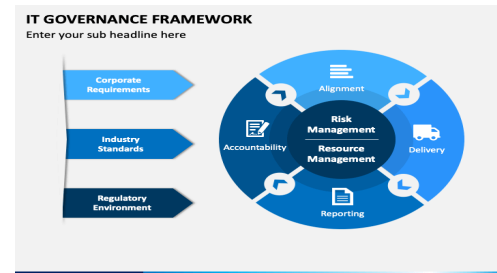 IT GOVERNANCE FRAMEWORK
Enter your sub headline here
Corporate
Requirements
Industry
Standards
Regulatory
Environment
Alignment
Accountability
Risk
Management
Resource
Management
Delivery
Reporting